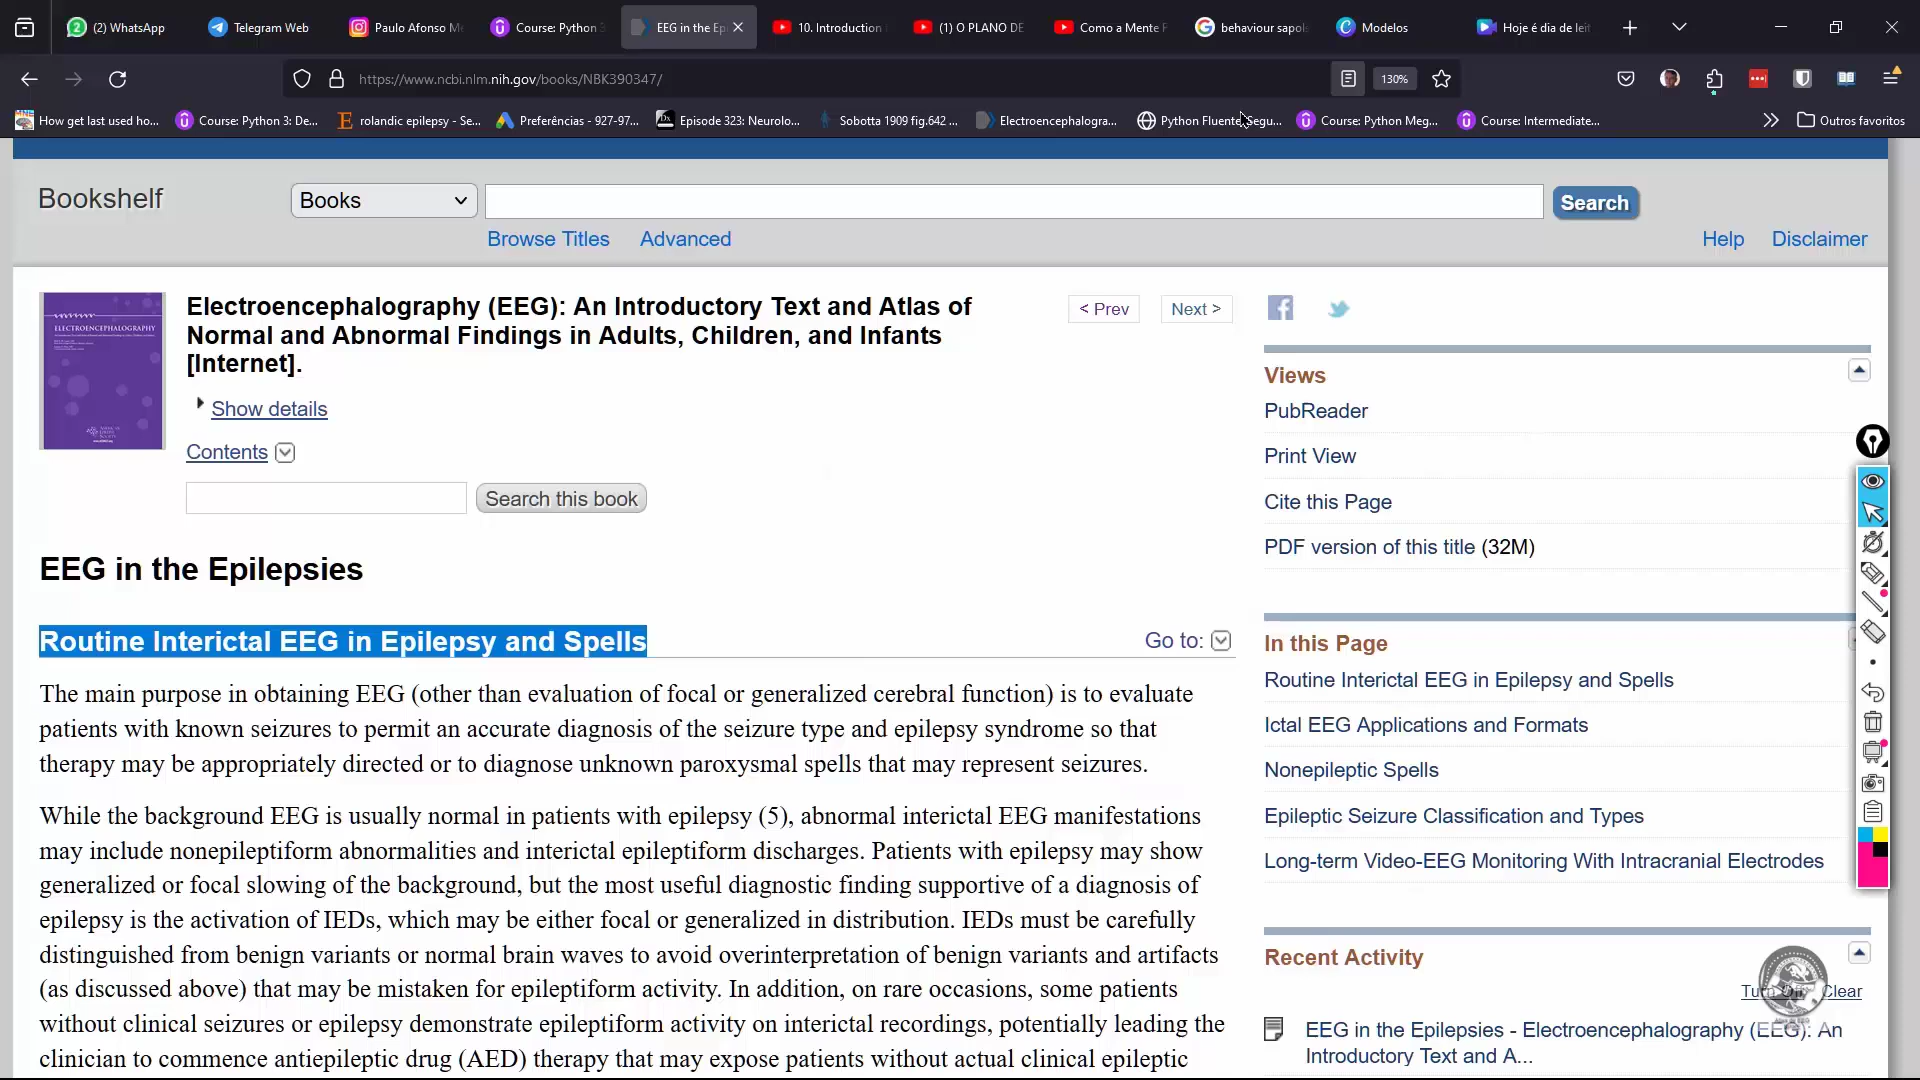 (2) WhatsApp
Telegram Web
Instagram
Paulo Afonso M
Course: Python 3
EEG in the Ep
10. Introduction
(1) O PLANO DE
Como a Mente F
behaviour sapols
Modelos
Hoje é dia de leit
https://www.ncbi.nlm.nih.gov/books/NBK390347/
130%
How get last used ho...
Course: Python 3: De...
rolandic epilepsy - Se...
Preferências - 927-97...
Episode 323: Neurolo...
Sobotta 1909 fig.642 ...
Electroencephalogra...
Python Fluente Segu...
Course: Python Meg...
Course: Intermediate...
Outros favoritos
Bookshelf
Books
Search
Browse Titles
Advanced
Help
Disclaimer
ELECTROENCEPHALOGRAPHY
Electroencephalography (EEG): An Introductory Text and Atlas of
Normal and Abnormal Findings in Adults, Children, and Infants
[Internet].
< Prev
Next >
Show details
Contents
Search this book
EEG in the Epilepsies
Routine Interictal EEG in Epilepsy and Spells
Go to:
The main purpose in obtaining EEG (other than evaluation of focal or generalized cerebral function) is to evaluate
patients with known seizures to permit an accurate diagnosis of the seizure type and epilepsy syndrome so that
therapy may be appropriately directed or to diagnose unknown paroxysmal spells that may represent seizures.
While the background EEG is usually normal in patients with epilepsy (5), abnormal interictal EEG manifestations
may include nonepileptiform abnormalities and interictal epileptiform discharges. Patients with epilepsy may show
generalized or focal slowing of the background, but the most useful diagnostic finding supportive of a diagnosis of
epilepsy is the activation of IEDs, which may be either focal or generalized in distribution. IEDs must be carefully
distinguished from benign variants or normal brain waves to avoid overinterpretation of benign variants and artifacts
(as discussed above) that may be mistaken for epileptiform activity. In addition, on rare occasions, some patients
without clinical seizures or epilepsy demonstrate epileptiform activity on interictal recordings, potentially leading the
clinician to commence antiepileptic drug (AED) therapy that may expose patients without actual clinical epileptic
Views
PubReader
Print View
Cite this Page
PDF version of this title (32M)
In this Page
Routine Interictal EEG in Epilepsy and Spells
Ictal EEG Applications and Formats
Nonepileptic Spells
Epileptic Seizure Classification and Types
Long-term Video-EEG Monitoring With Intracranial Electrodes
Recent Activity
Clear
EEG in the Epilepsies - Electroencephalography (EEG): An
Introductory Text and A...